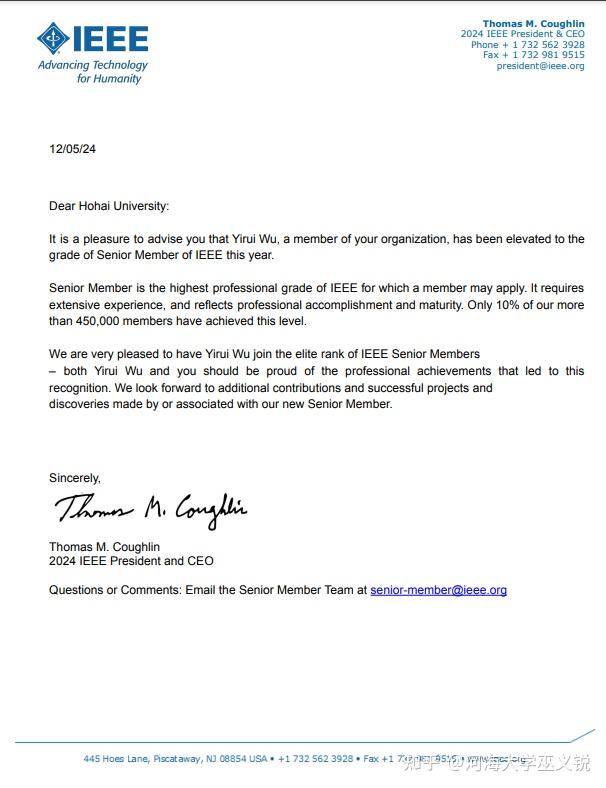 IEEE
Advancing Technology
for Humanity
Thomas M. Coughlin
2024 IEEE President & CEO
Phone + 1 732 562 3928
Fax + 1 732 981 9515
president@ieee.org
12/05/24
Dear Hohai University:
It is a pleasure to advise you that Yirui Wu, a member of your organization, has been elevated to the
grade of Senior Member of IEEE this year.
Senior Member is the highest professional grade of IEEE for which a member may apply. It requires
extensive experience, and reflects professional accomplishment and maturity. Only 10% of our more
than 450,000 members have achieved this level.
We are very pleased to have Yirui Wu join the elite rank of IEEE Senior Members
– both Yirui Wu and you should be proud of the professional achievements that led to this
recognition. We look forward to additional contributions and successful projects and
discoveries made by or associated with our new Senior Member.
Sincerely,
Thomas M. Coughlin
Thomas M. Coughlin
2024 IEEE President and CEO
Questions or Comments: Email the Senior Member Team at senior-member@ieee.org
445 Hoes Lane, Piscataway, NJ 08854 USA • +1 732 562 3928 • Fax +1
知乎 @河海大学巫义锐